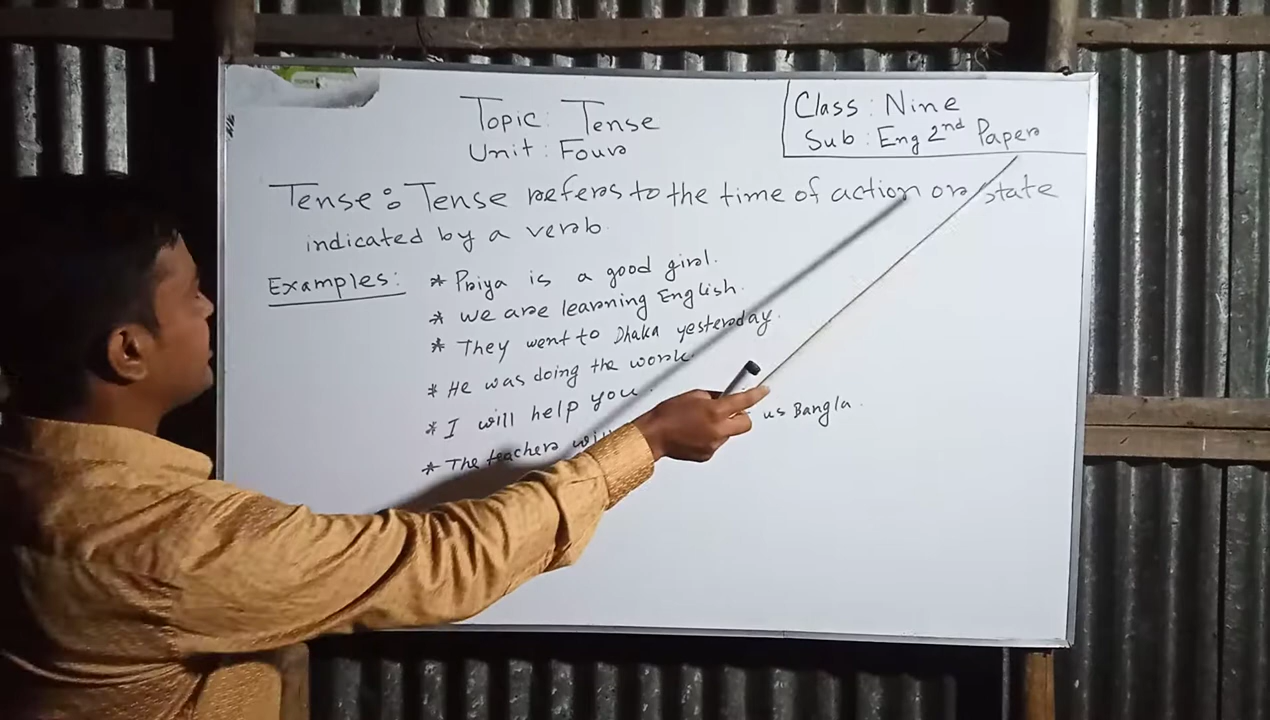 Topic: Tense
Unit: Four
Class: Nine
Sub: Eng 2nd Paper
Tense: Tense refers to the time of action or state
indicated by a verb.
Examples:
* Priya is a good girl.
* We are learning English.
* They went to Dhaka yesterday.
* He was doing the work.
* I will help you.
* The teacher will us Bangla.